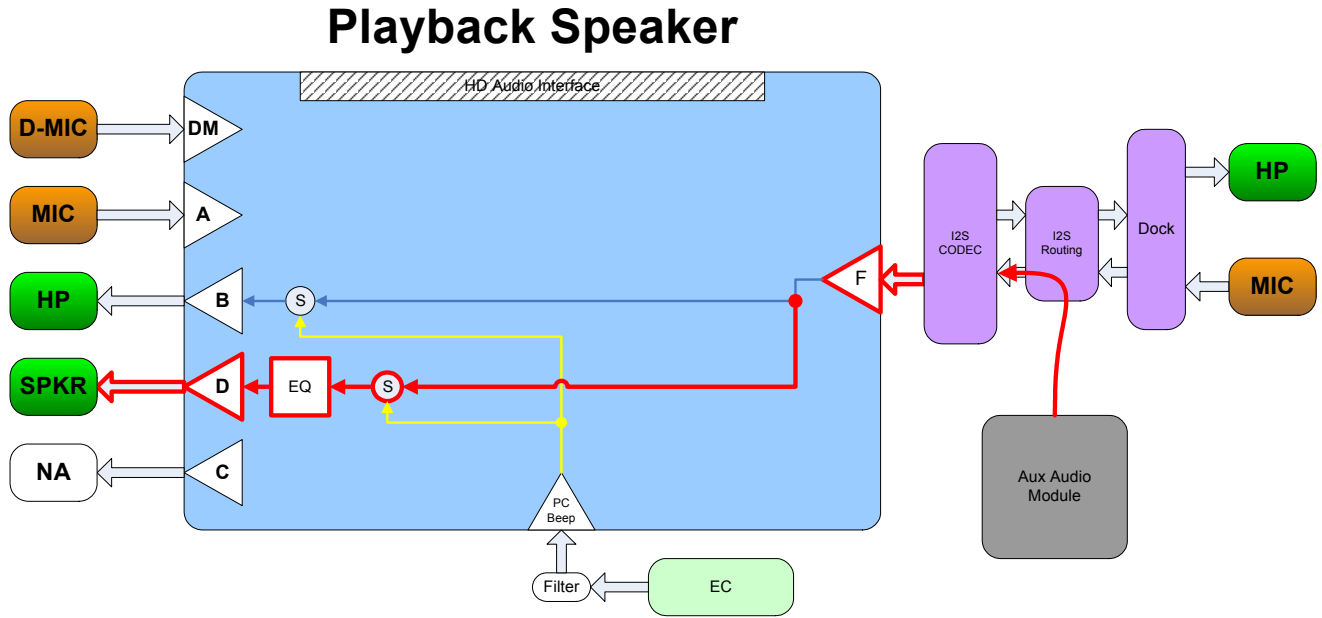 Playback Speaker
HD Audio Interface
D-MIC
DM
MIC
A
HP
B
S
SPKR
D
EQ
S
NA
C
PC
Beep
Filter
EC
F
I2S
CODEC
I2S
Routing
Dock
HP
MIC
Aux Audio
Module